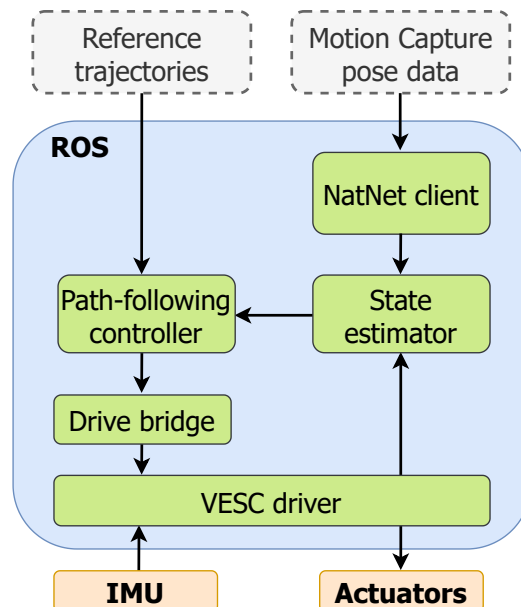 Reference
trajectories
Motion Capture
pose data
ROS
NatNet client
Path-following
controller
State
estimator
Drive bridge
VESC driver
IMU
Actuators